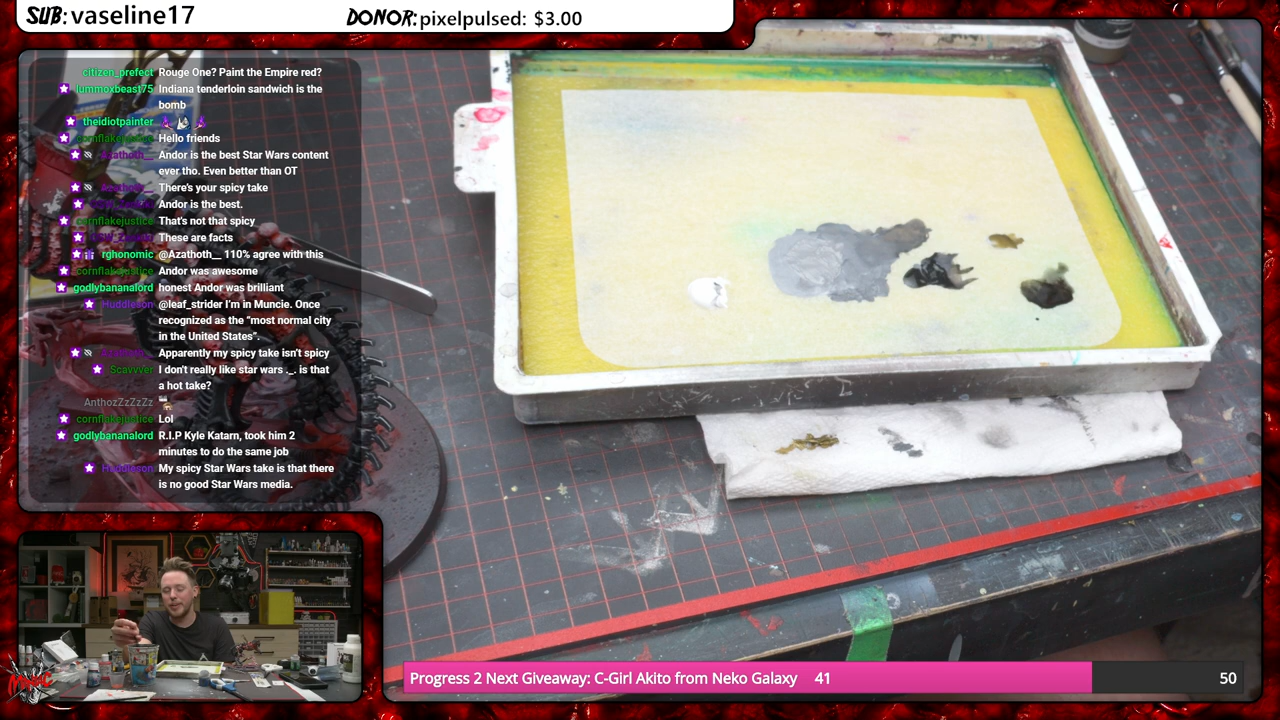 SUB: vaseline17
DONOR: pixelpulsed: $3.00
citizen_prefect Rouge One? Paint the Empire red?
lummoxbeast75 Indiana tenderloin sandwich is the
bomb
theidiotpainter
cornflakejustice Hello friends
Azathoth__ Andor is the best Star Wars content
ever tho. Even better than OT
Azathoth__ There's your spicy take
Andor is the best.
cornflakejustice That's not that spicy
These are facts
rghonomic @Azathoth__ 110% agree with this
cornflakejustice Andor was awesome
godlybananalord honest Andor was brilliant
Huddleson @leaf_strider I'm in Muncie. Once
recognized as the "most normal city
in the United States".
Azathoth__ Apparently my spicy take isn't spicy
Scavvver I don't really like star wars ._. is that
a hot take?
AnthozZzZzZz
cornflakejustice Lol
godlybananalord R.I.P Kyle Katarn, took him 2
minutes to do the same job
Huddleson My spicy Star Wars take is that there
is no good Star Wars media.
Progress 2 Next Giveaway: C-Girl Akito from Neko Galaxy 41
50